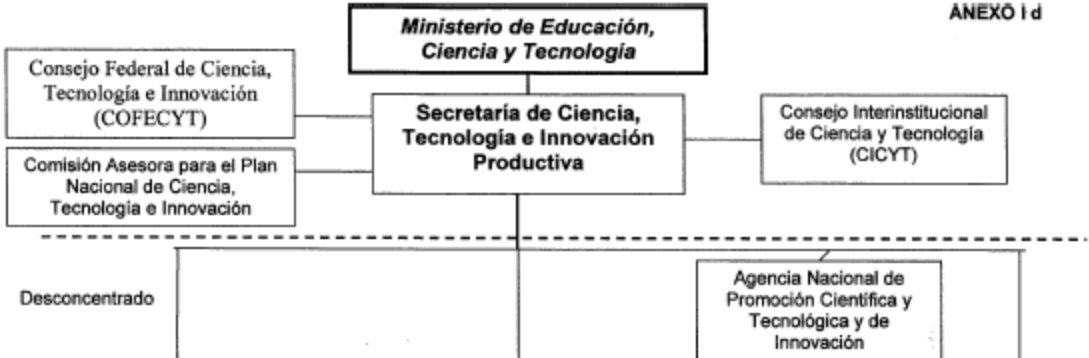 ANEXO I d
Ministerio de Educación,
Ciencia y Tecnología
Consejo Federal de Ciencia,
Tecnología e Innovación
(COFECYT)
Secretaría de Ciencia,
Tecnología e Innovación
Productiva
Consejo Interinstitucional
de Ciencia y Tecnología
(CICYT)
Comisión Asesora para el Plan
Nacional de Ciencia,
Tecnología e Innovación
Desconcentrado
Agencia Nacional de
Promoción Científica y
Tecnológica y de
Innovación